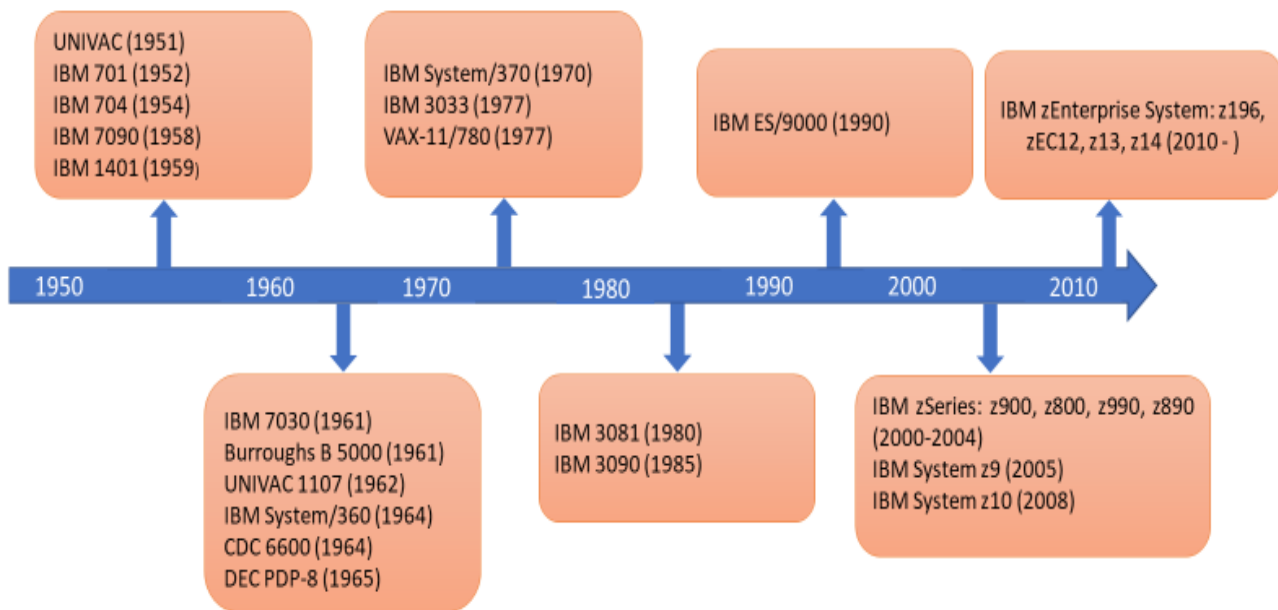 UNIVAC (1951)
IBM 701 (1952)
IBM 704 (1954)
IBM 7090 (1958)
IBM 1401 (1959)
IBM System/370 (1970)
IBM 3033 (1977)
VAX-11/780 (1977)
IBM ES/9000 (1990)
IBM zEnterprise System: z196,
zEC12, z13, z14 (2010 - )
1950 1960 1970 1980 1990 2000 2010
IBM 7030 (1961)
Burroughs B 5000 (1961)
UNIVAC 1107 (1962)
IBM System/360 (1964)
CDC 6600 (1964)
DEC PDP-8 (1965)
IBM 3081 (1980)
IBM 3090 (1985)
IBM zSeries: z900, z800, z990, z890
(2000-2004)
IBM System z9 (2005)
IBM System z10 (2008)